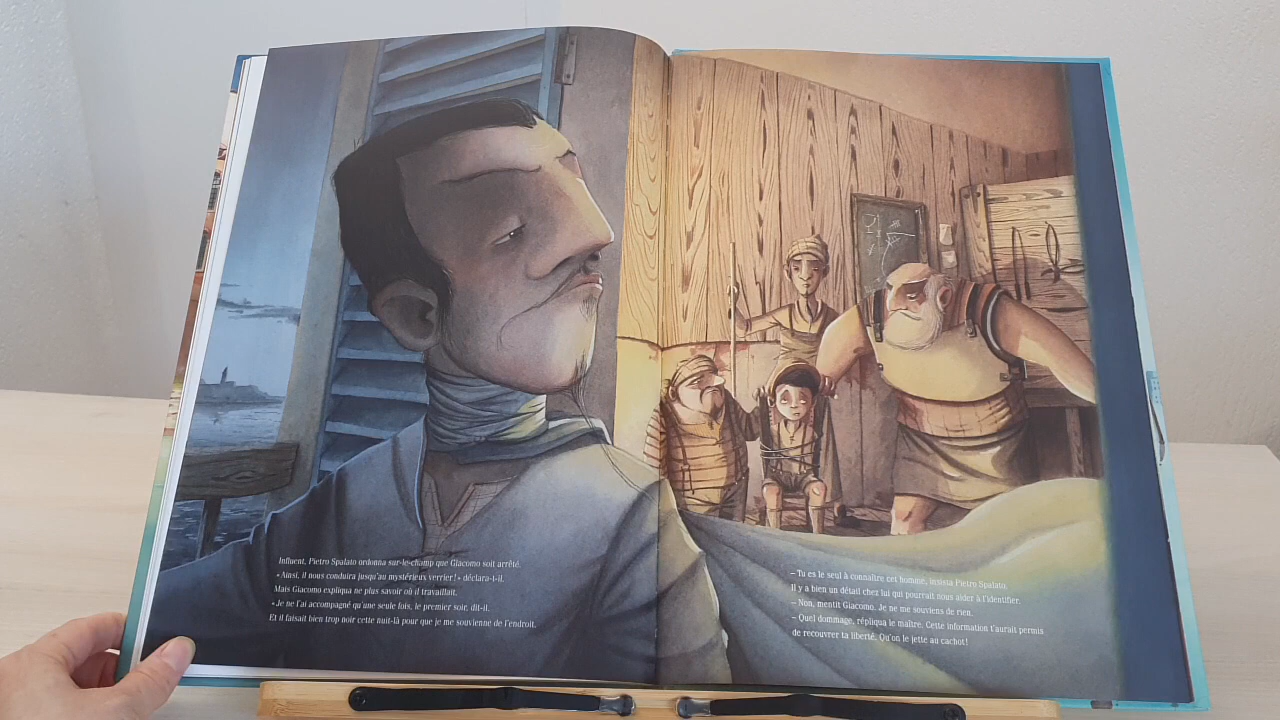 Influent, Pietro Spalato ordonna sur-le-champ que Giacomo soit arrêté.
« Ainsi, il nous conduira jusqu'au mystérieux verrier ! » déclara-t-il.
Mais Giacomo expliqua ne plus savoir où il travaillait.
« Je ne l'ai accompagné qu'une seule fois, le premier soir, dit-il.
Et il faisait bien trop noir cette nuit-là pour que je me souvienne de l'endroit.
– Tu es le seul à connaître cet homme, insista Pietro Spalato.
Il y a bien un détail chez lui qui pourrait nous aider à l'identifier.
– Non, mentit Giacomo. Je ne me souviens de rien.
– Quel dommage, répliqua le maître. Cette information t'aurait permis
de recouvrer ta liberté. Qu'on le jette au cachot !